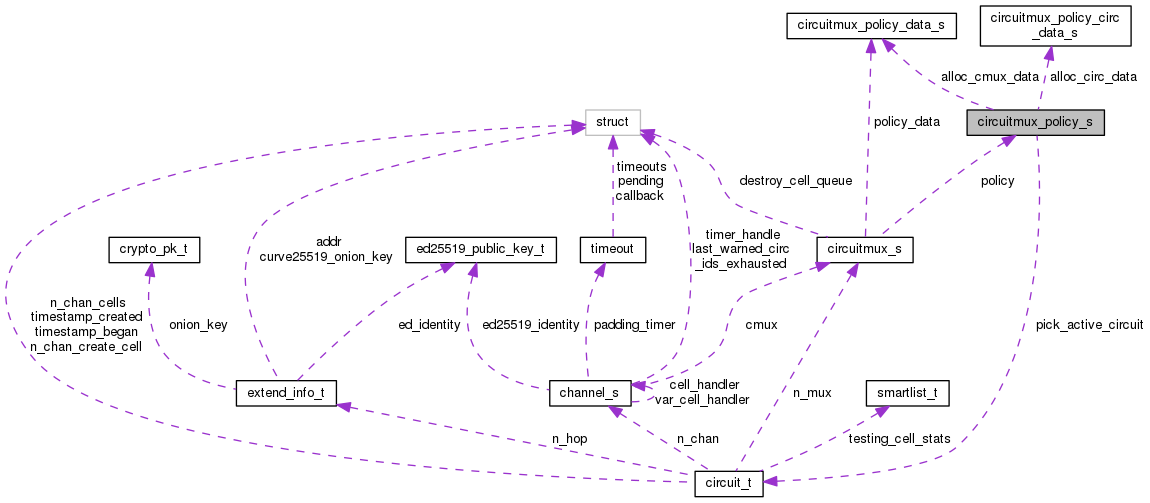 circuitmux_policy_data_s
circuitmux_policy_circ
_data_s
alloc_cmux_data
alloc_circ_data
struct
policy_data
circuitmux_policy_s
timeouts
pending
callback
destroy_cell_queue
policy
addr
curve25519_onion_key
timer_handle
last_warned_circ
_ids_exhausted
crypto_pk_t
ed25519_public_key_t
timeout
circuitmux_s
n_chan_cells
timestamp_created
timestamp_began
n_chan_create_cell
onion_key
ed_identity
ed25519_identity
padding_timer
cmux
pick_active_circuit
extend_info_t
channel_s
cell_handler
var_cell_handler
n_mux
smartlist_t
n_hop
n_chan
testing_cell_stats
circuit_t